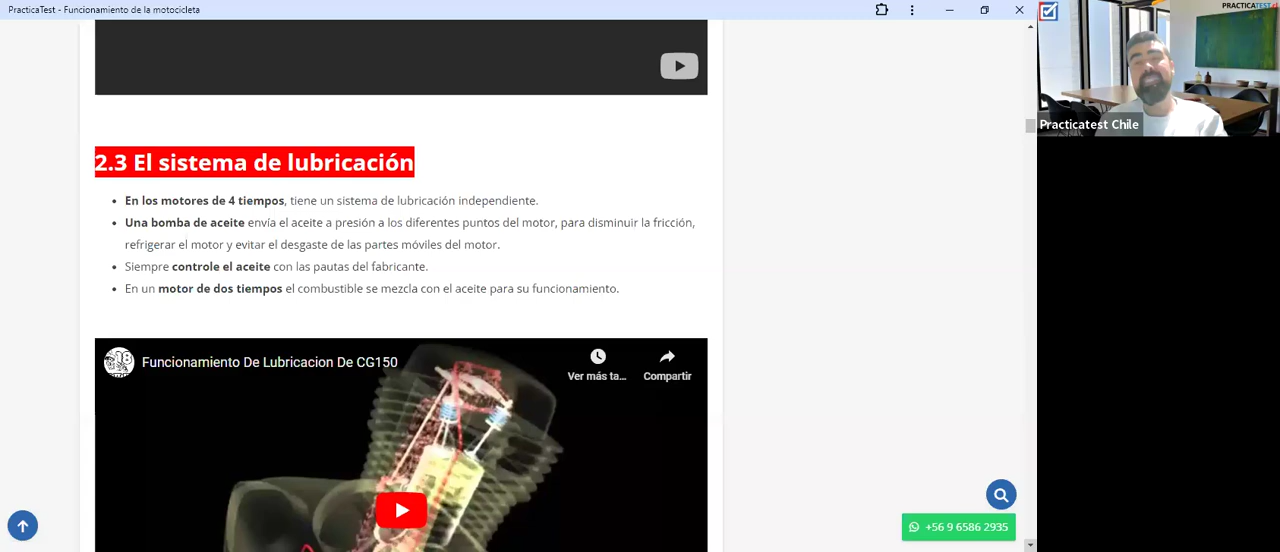 PracticaTest - Funcionamiento de la motocicleta
PRACTICATEST.cl
Practicatest Chile
2.3 El sistema de lubricación
En los motores de 4 tiempos, tiene un sistema de lubricación independiente.
Una bomba de aceite envía el aceite a presión a los diferentes puntos del motor, para disminuir la fricción,
refrigerar el motor y evitar el desgaste de las partes móviles del motor.
Siempre controle el aceite con las pautas del fabricante.
En un motor de dos tiempos el combustible se mezcla con el aceite para su funcionamiento.
Funcionamiento De Lubricacion De CG150
Ver más ta...
Compartir
+56 9 6586 2935